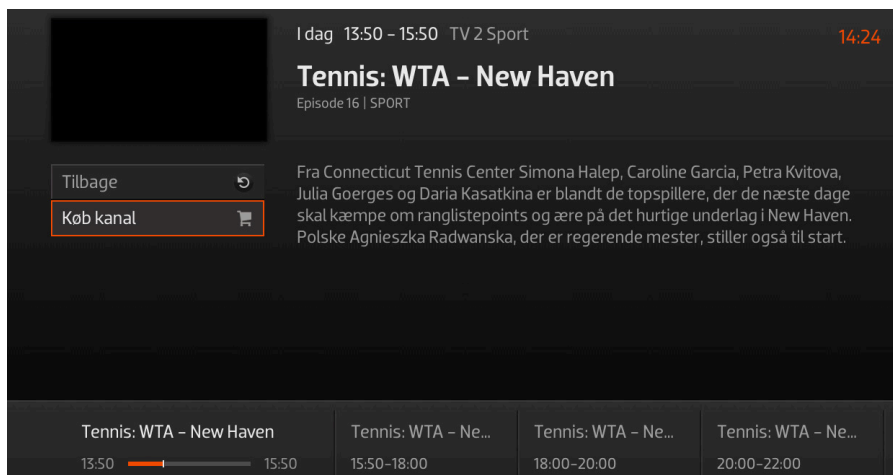 I dag 13:50 – 15:50 TV 2 Sport
14:24
Tennis: WTA – New Haven
Episode 16 | SPORT
Tilbage
Køb kanal
Fra Connecticut Tennis Center Simona Halep, Caroline Garcia, Petra Kvitova,
Julia Goerges og Daria Kasatkina er blandt de topspillere, der de næste dage
skal kæmpe om ranglistepoints og ære på det hurtige underlag i New Haven.
Polske Agnieszka Radwanska, der er regerende mester, stiller også til start.
Tennis: WTA – New Haven
13:50 15:50
Tennis: WTA – Ne...
15:50–18:00
Tennis: WTA – Ne...
18:00–20:00
Tennis: WTA – Ne...
20:00–22:00